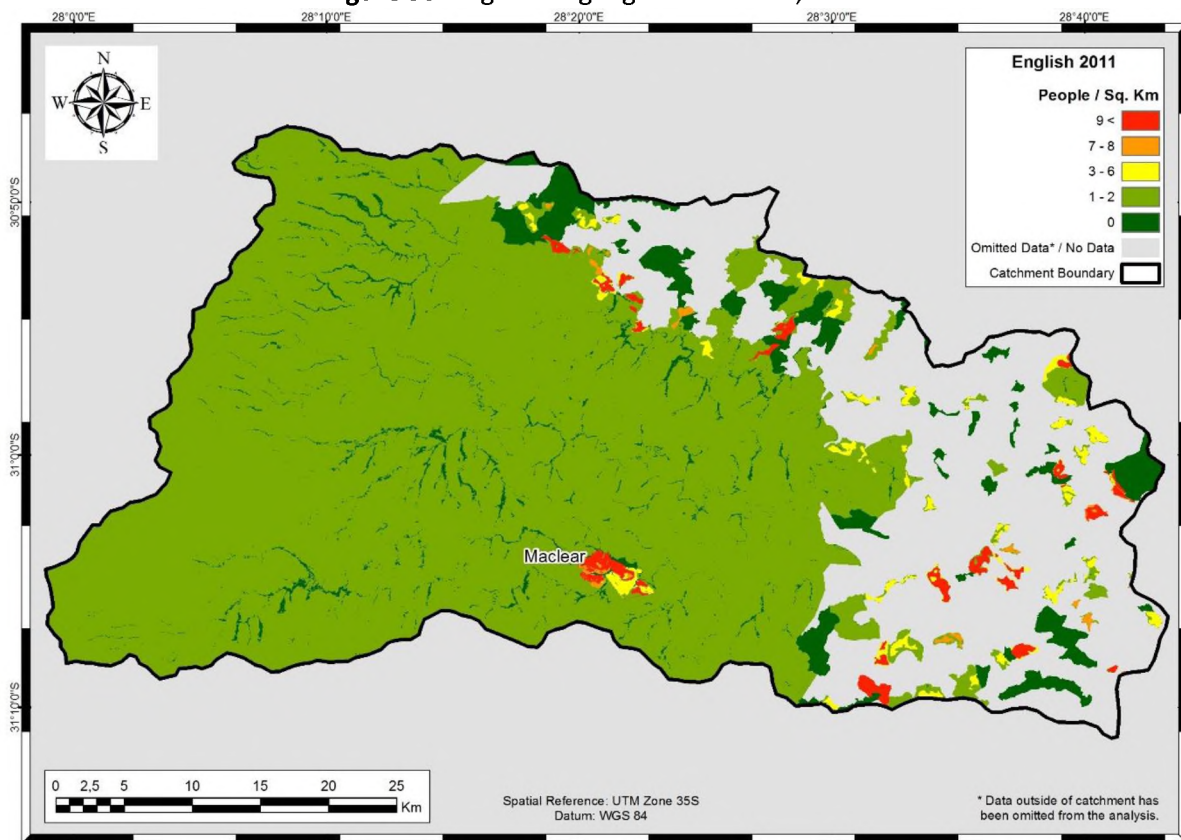 28°0'0"E
28°10'0"E
28°20'0"E
28°30'0"E
28°40'0"E
N
W
E
S
English 2011
People / Sq. Km
9 <
7 - 8
3 - 6
1 - 2
0
Omitted Data* / No Data
Catchment Boundary
30°50'0"S
31°0'0"S
31°10'0"S
Maclear
0 2,5 5 10 15 20 25
Km
Spatial Reference: UTM Zone 35S
Datum: WGS 84
* Data outside of catchment has
been omitted from the analysis.